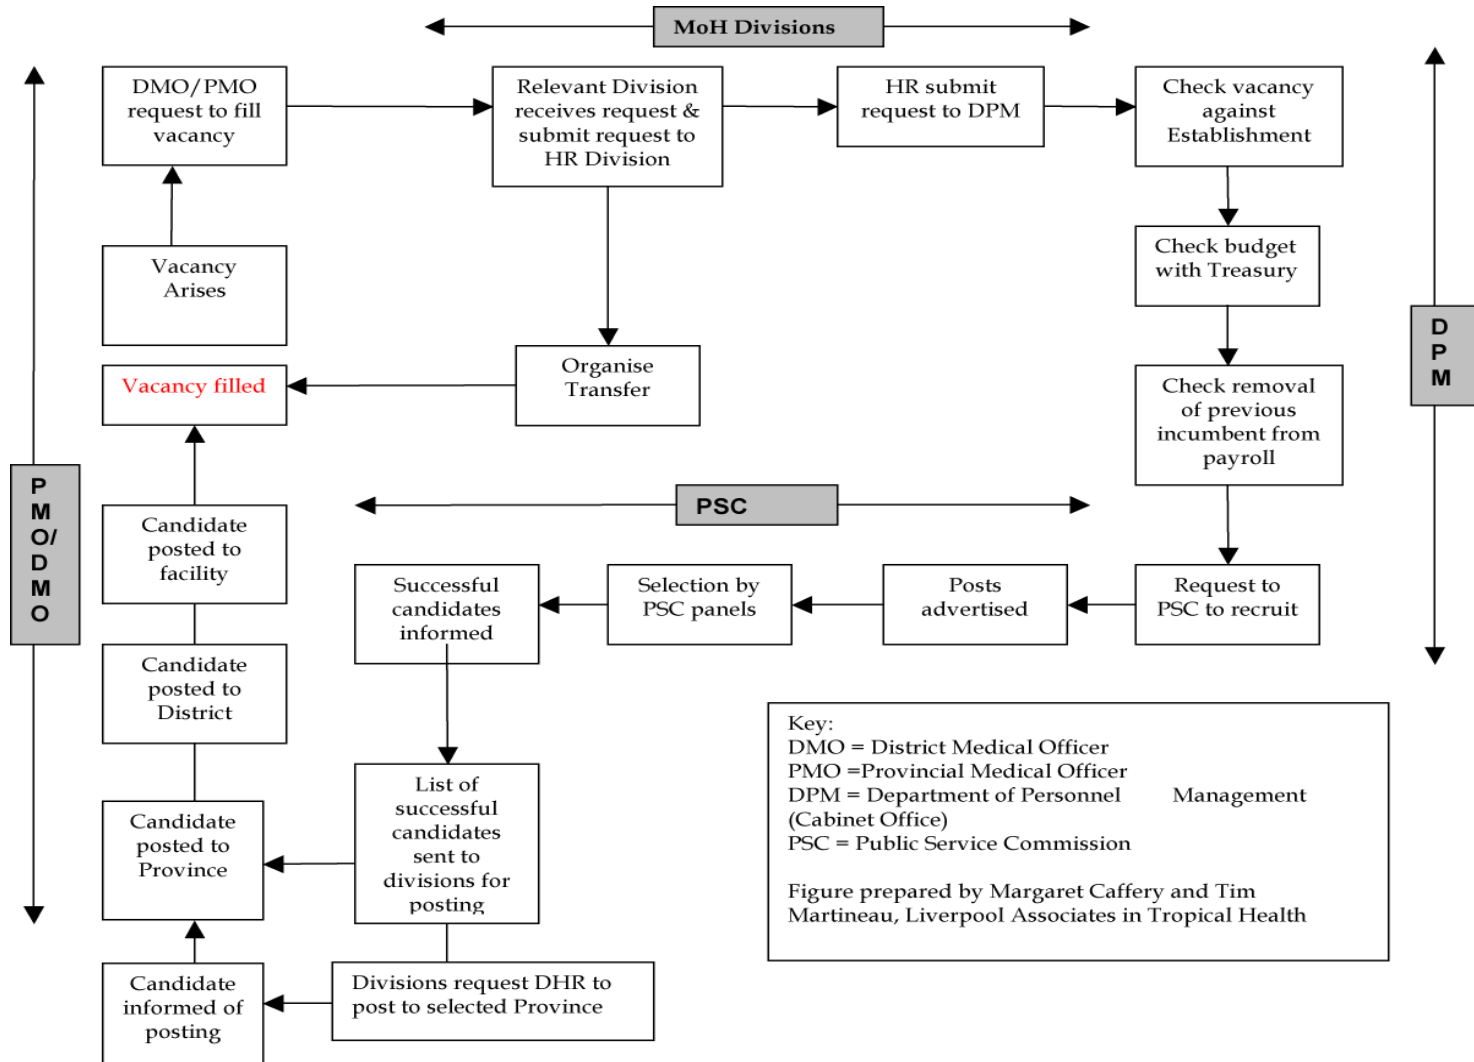 MoH Divisions
DMO/PMO
request to fill
vacancy
Relevant Division
receives request &
submit request to
HR Division
HR submit
request to DPM
Check vacancy
against
Establishment
Vacancy
Arises
Check budget
with Treasury
Organise
Transfer
Vacancy filled
Check removal
of previous
incumbent from
payroll
D
P
M
P
M
O/
D
M
O
PSC
Candidate
posted to
facility
Successful
candidates
informed
Selection by
PSC panels
Posts
advertised
Request to
PSC to recruit
Candidate
posted to
District
List of
successful
candidates
sent to
divisions for
posting
Candidate
posted to
Province
Candidate
informed of
posting
Divisions request DHR to
post to selected Province
Key:
DMO = District Medical Officer
PMO =Provincial Medical Officer
DPM = Department of Personnel Management
(Cabinet Office)
PSC = Public Service Commission
Figure prepared by Margaret Caffery and Tim
Martineau, Liverpool Associates in Tropical Health